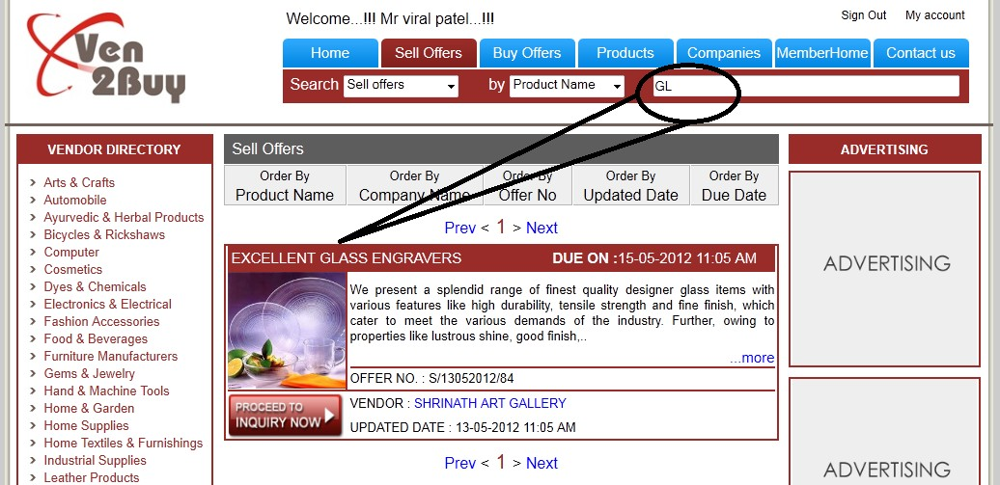 Ven
2Buy
Welcome...!!! Mr viral patel...!!!
Sign Out My account
Home Sell Offers Buy Offers Products Companies MemberHome Contact us
Search Sell offers by Product Name GL
VENDOR DIRECTORY
Arts & Crafts
Automobile
Ayurvedic & Herbal Products
Bicycles & Rickshaws
Computer
Cosmetics
Dyes & Chemicals
Electronics & Electrical
Fashion Accessories
Food & Beverages
Furniture Manufacturers
Gems & Jewelry
Hand & Machine Tools
Home & Garden
Home Supplies
Home Textiles & Furnishings
Industrial Supplies
Leather Products
Sell Offers
Order By Order By Order By Order By Order By
Product Name Company Name Offer No Updated Date Due Date
Prev < 1 > Next
EXCELLENT GLASS ENGRAVERS DUE ON :15-05-2012 11:05 AM
We present a splendid range of finest quality designer glass items with
various features like high durability, tensile strength and fine finish, which
cater to meet the various demands of the industry. Further, owing to
properties like lustrous shine, good finish,..
...more
OFFER NO. : S/13052012/84
PROCEED TO
INQUIRY NOW
VENDOR : SHRINATH ART GALLERY
UPDATED DATE : 13-05-2012 11:05 AM
Prev < 1 > Next
ADVERTISING
ADVERTISING
ADVERTISING